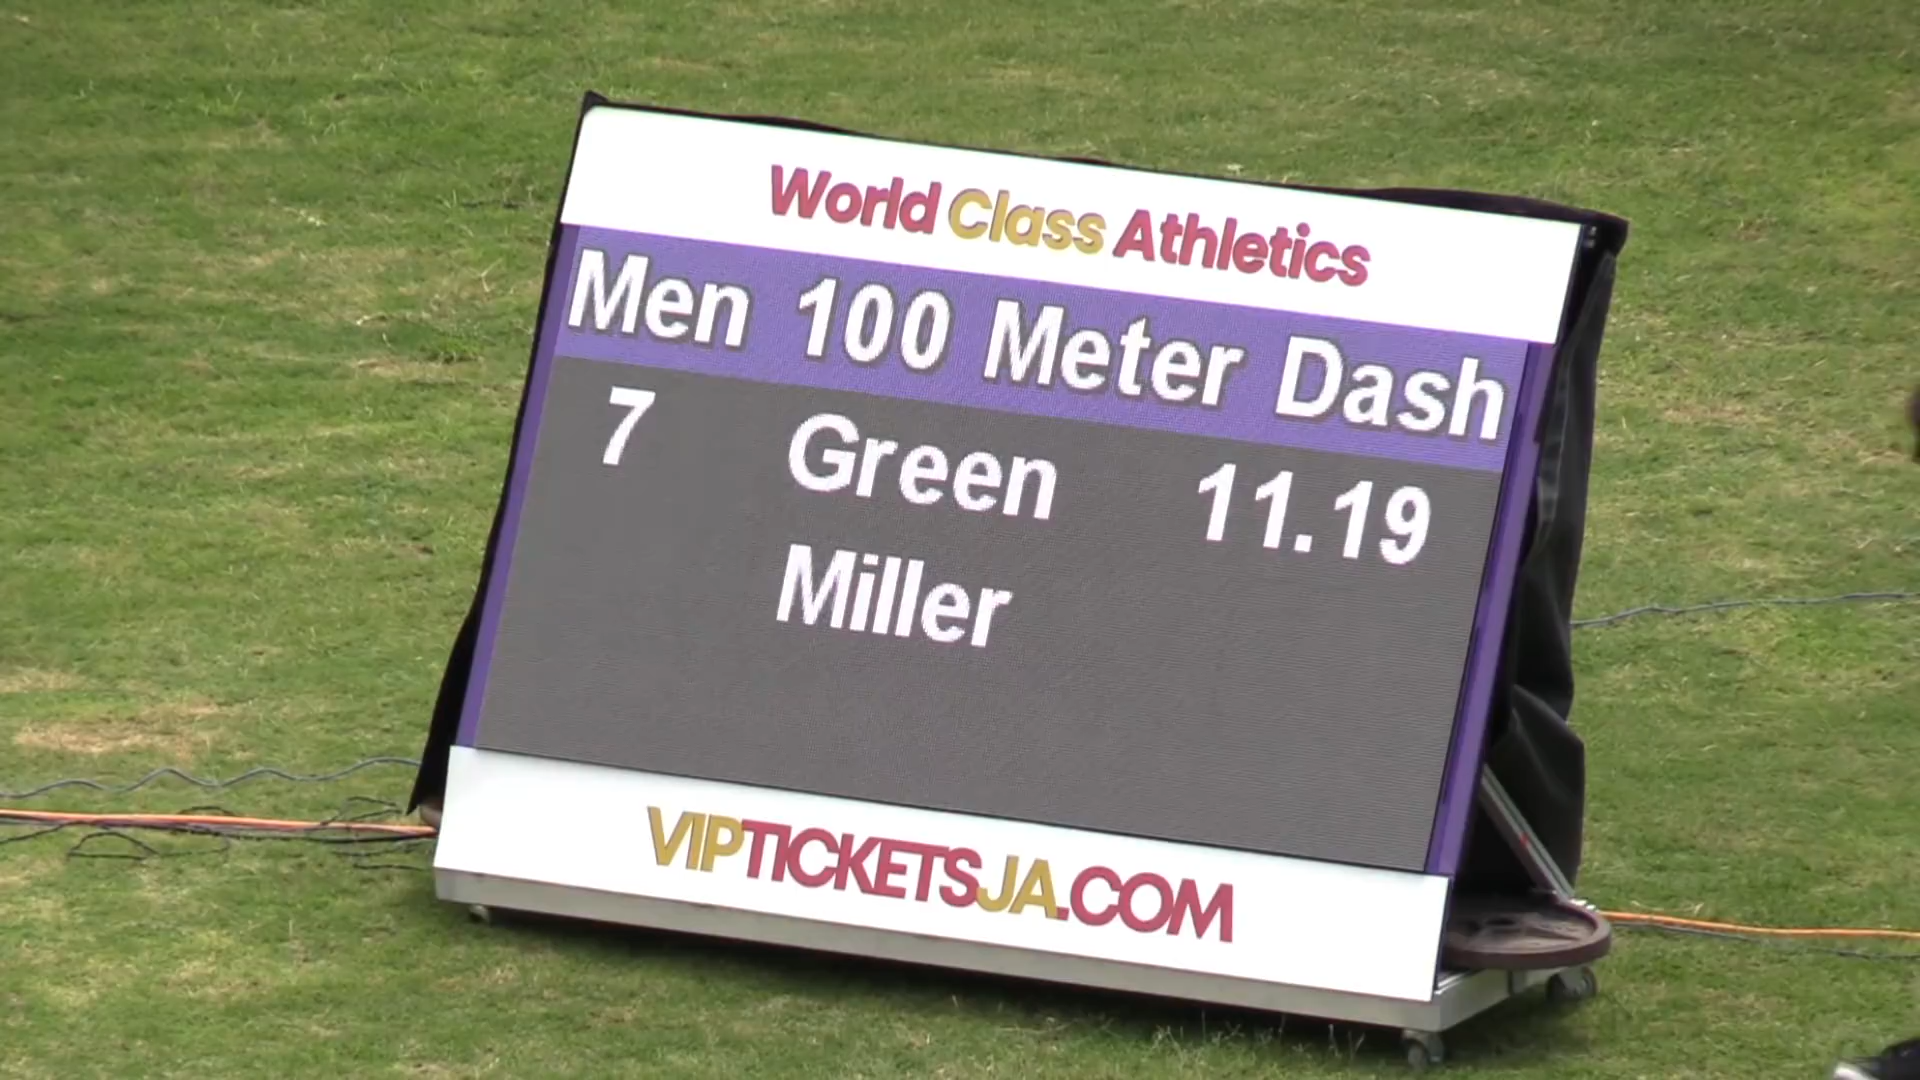 World Class Athletics
Men 100 Meter Dash
7 Green 11.19
Miller
VIPTICKETSJA.COM